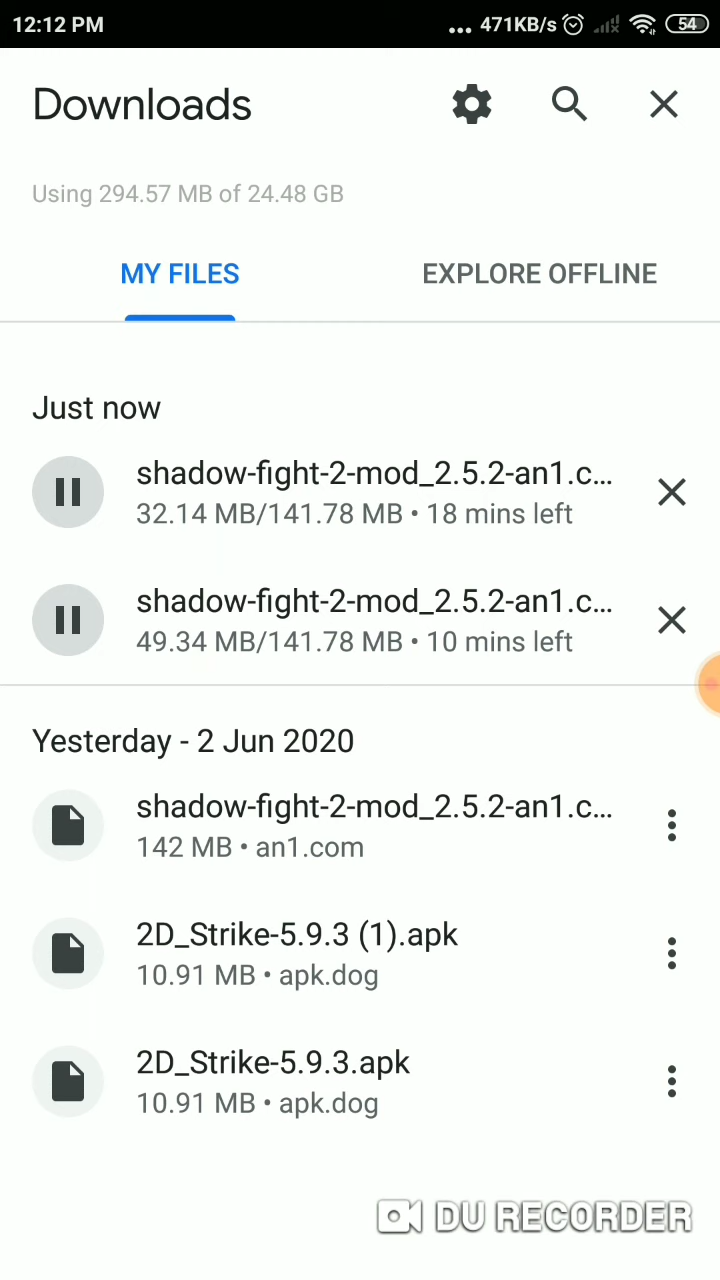 12:12 PM
... 471KB/s 54
Downloads
Using 294.57 MB of 24.48 GB
MY FILES
EXPLORE OFFLINE
Just now
shadow-fight-2-mod_2.5.2-an1.c...
32.14 MB/141.78 MB • 18 mins left
shadow-fight-2-mod_2.5.2-an1.c...
49.34 MB/141.78 MB • 10 mins left
Yesterday - 2 Jun 2020
shadow-fight-2-mod_2.5.2-an1.c...
142 MB • an1.com
2D_Strike-5.9.3 (1).apk
10.91 MB • apk.dog
2D_Strike-5.9.3.apk
10.91 MB • apk.dog
DU RECORDER